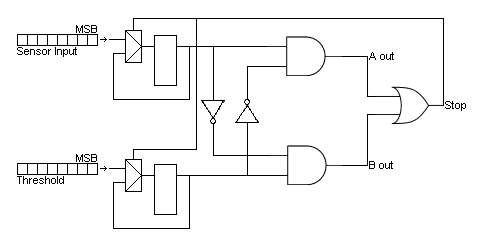 MSB
Sensor Input
A out
Stop
MSB
Threshold
B out